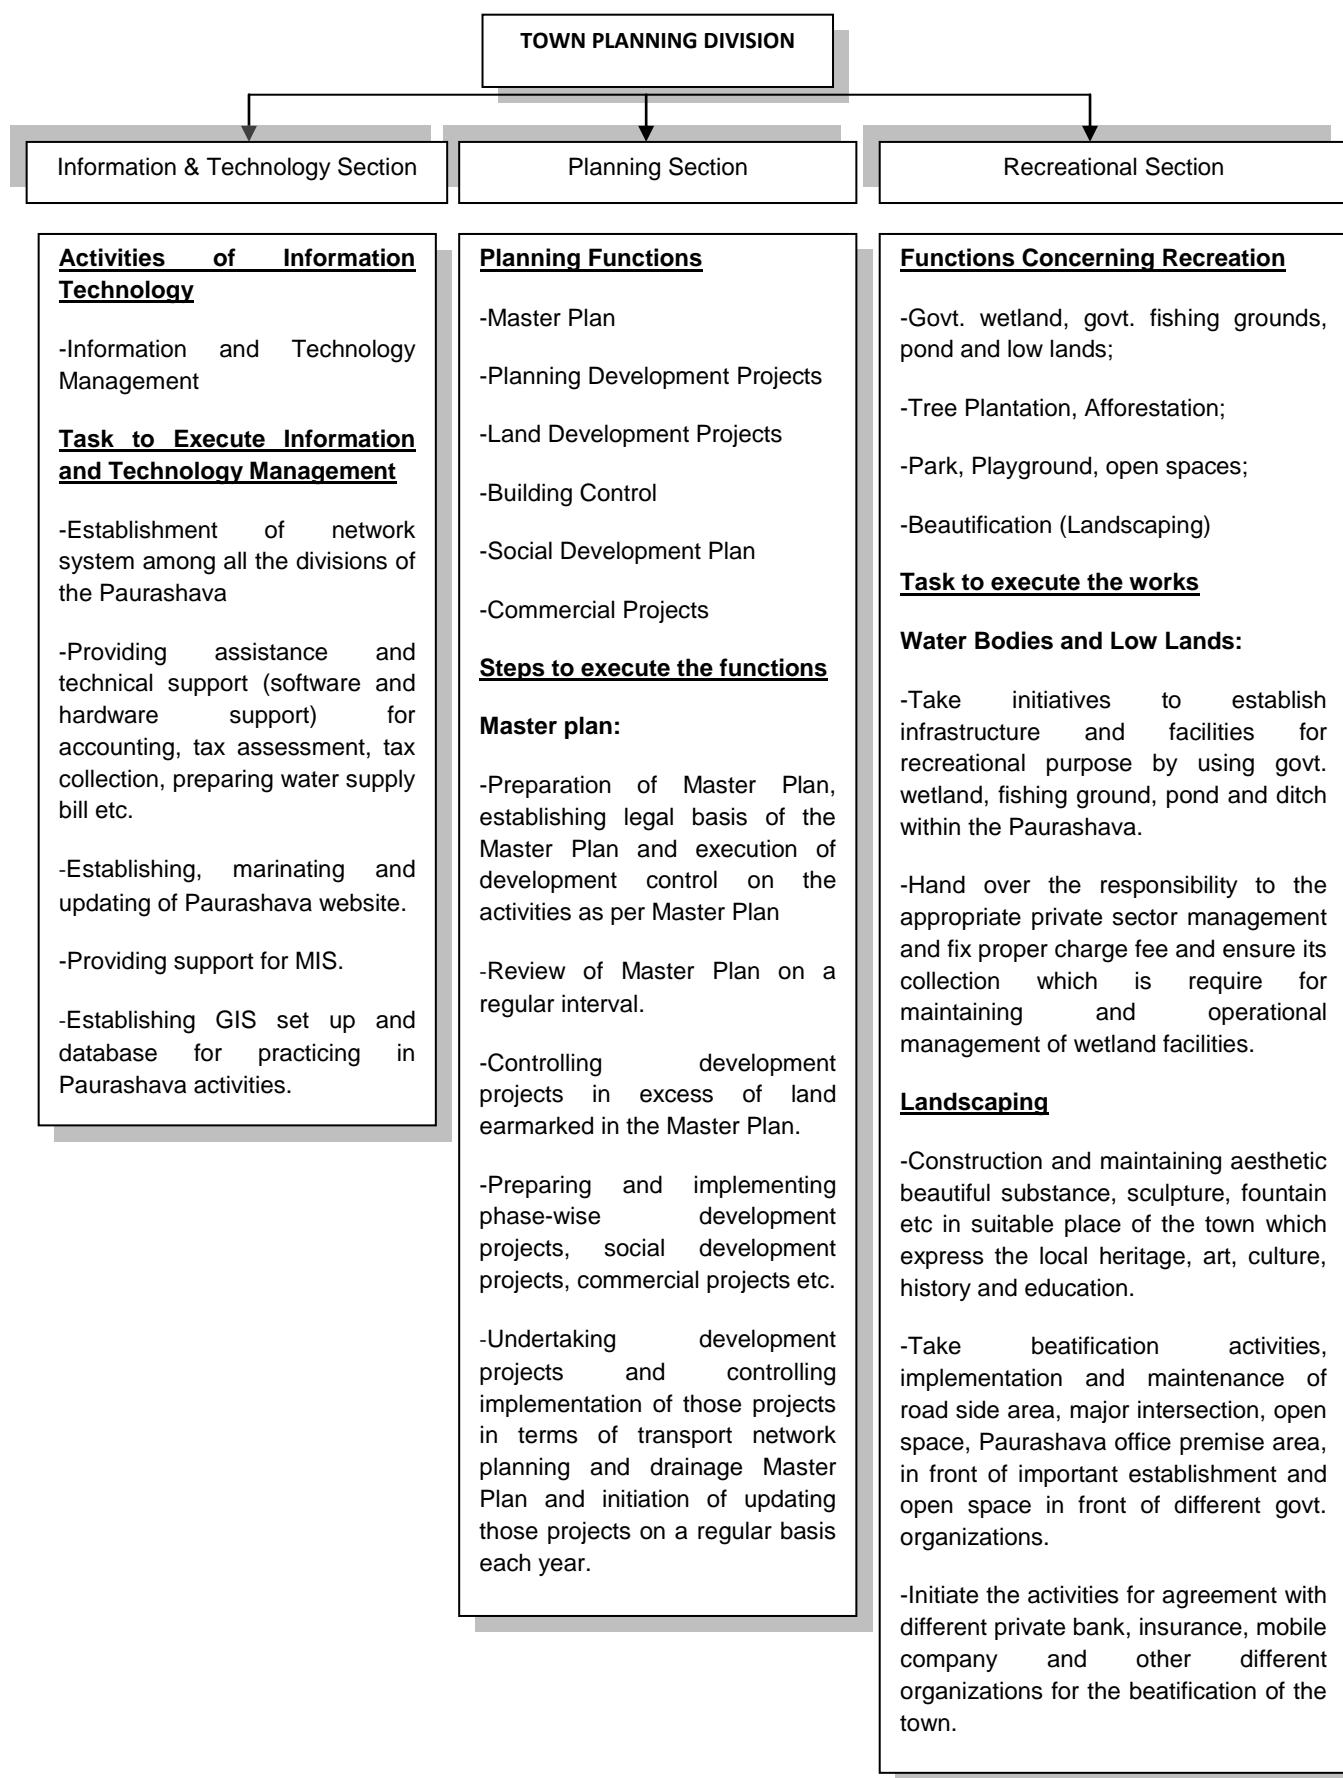 TOWN PLANNING DIVISION
Information & Technology Section
Planning Section
Recreational Section
Activities of Information
Technology
-Information and Technology
Management
Task to Execute Information
and Technology Management
-Establishment of network
system among all the divisions of
the Paurashava
-Providing assistance and
technical support (software and
hardware support) for
accounting, tax assessment, tax
collection, preparing water supply
bill etc.
-Establishing, marinating and
updating of Paurashava website.
-Providing support for MIS.
-Establishing GIS set up and
database for practicing in
Paurashava activities.
Planning Functions
-Master Plan
-Planning Development Projects
-Land Development Projects
-Building Control
-Social Development Plan
-Commercial Projects
Steps to execute the functions
Master plan:
-Preparation of Master Plan,
establishing legal basis of the
Master Plan and execution of
development control on the
activities as per Master Plan
-Review of Master Plan on a
regular interval.
-Controlling development
projects in excess of land
earmarked in the Master Plan.
-Preparing and implementing
phase-wise development
projects, social development
projects, commercial projects etc.
-Undertaking development
projects and controlling
implementation of those projects
in terms of transport network
planning and drainage Master
Plan and initiation of updating
those projects on a regular basis
each year.
Functions Concerning Recreation
-Govt. wetland, govt. fishing grounds,
pond and low lands;
-Tree Plantation, Afforestation;
-Park, Playground, open spaces;
-Beautification (Landscaping)
Task to execute the works
Water Bodies and Low Lands:
-Take initiatives to establish
infrastructure and facilities for
recreational purpose by using govt.
wetland, fishing ground, pond and ditch
within the Paurashava.
-Hand over the responsibility to the
appropriate private sector management
and fix proper charge fee and ensure its
collection which is require for
maintaining and operational
management of wetland facilities.
Landscaping
-Construction and maintaining aesthetic
beautiful substance, sculpture, fountain
etc in suitable place of the town which
express the local heritage, art, culture,
history and education.
-Take beatification activities,
implementation and maintenance of
road side area, major intersection, open
space, Paurashava office premise area,
in front of important establishment and
open space in front of different govt.
organizations.
-Initiate the activities for agreement with
different private bank, insurance, mobile
company and other different
organizations for the beatification of the
town.